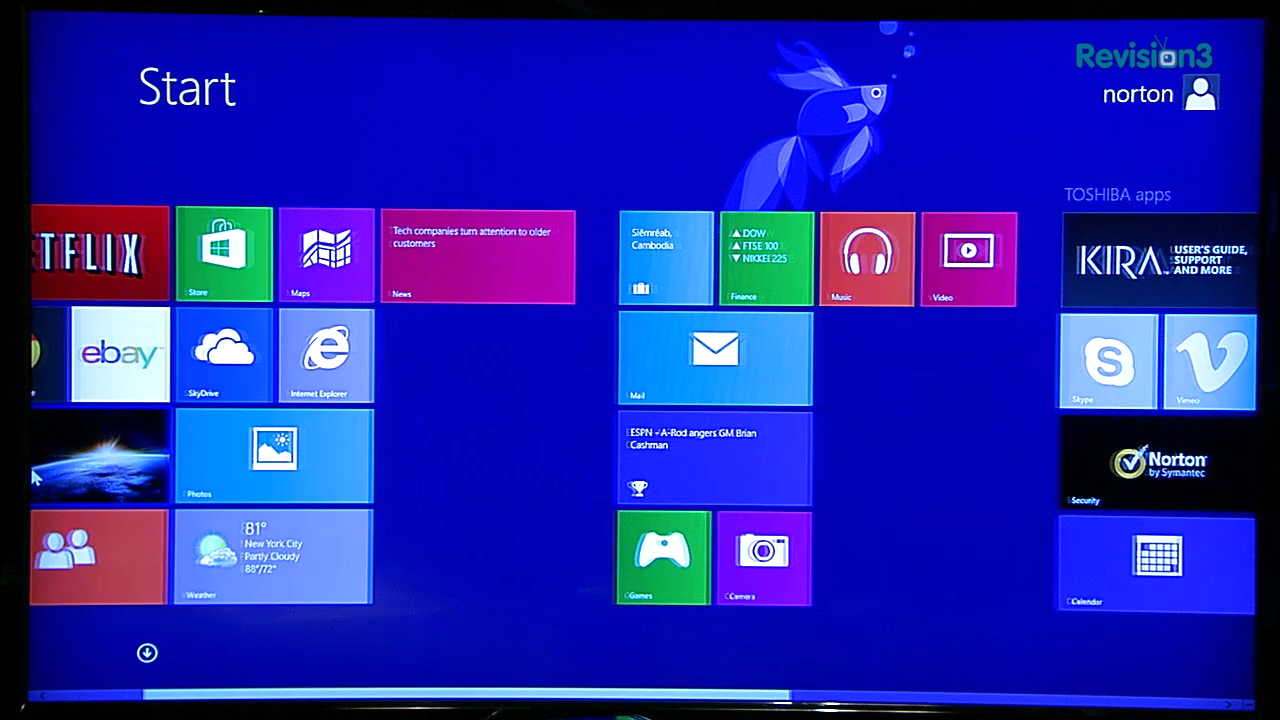 Start
Revision3
norton
TOSHIBA apps
TFLIX
Store
Maps
Tech companies turn attention to older
customers
News
Siĕmréab,
Cambodia
DOW
FTSE 100
NIKKEI 225
Finance
Music
Video
KIRA.
USER'S GUIDE,
SUPPORT
AND MORE
ebay
SkyDrive
Internet Explorer
Mail
Skype
Vimeo
Photos
ESPN - A-Rod angers GM Brian
Cashman
Norton
by Symantec
Security
81°
New York City
Partly Cloudy
88°/72°
Weather
Games
Camera
Calendar